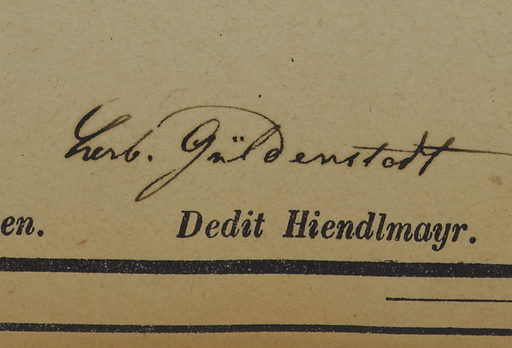 Herb. Güldenstedt
en. Dedit Hiendlmayr.